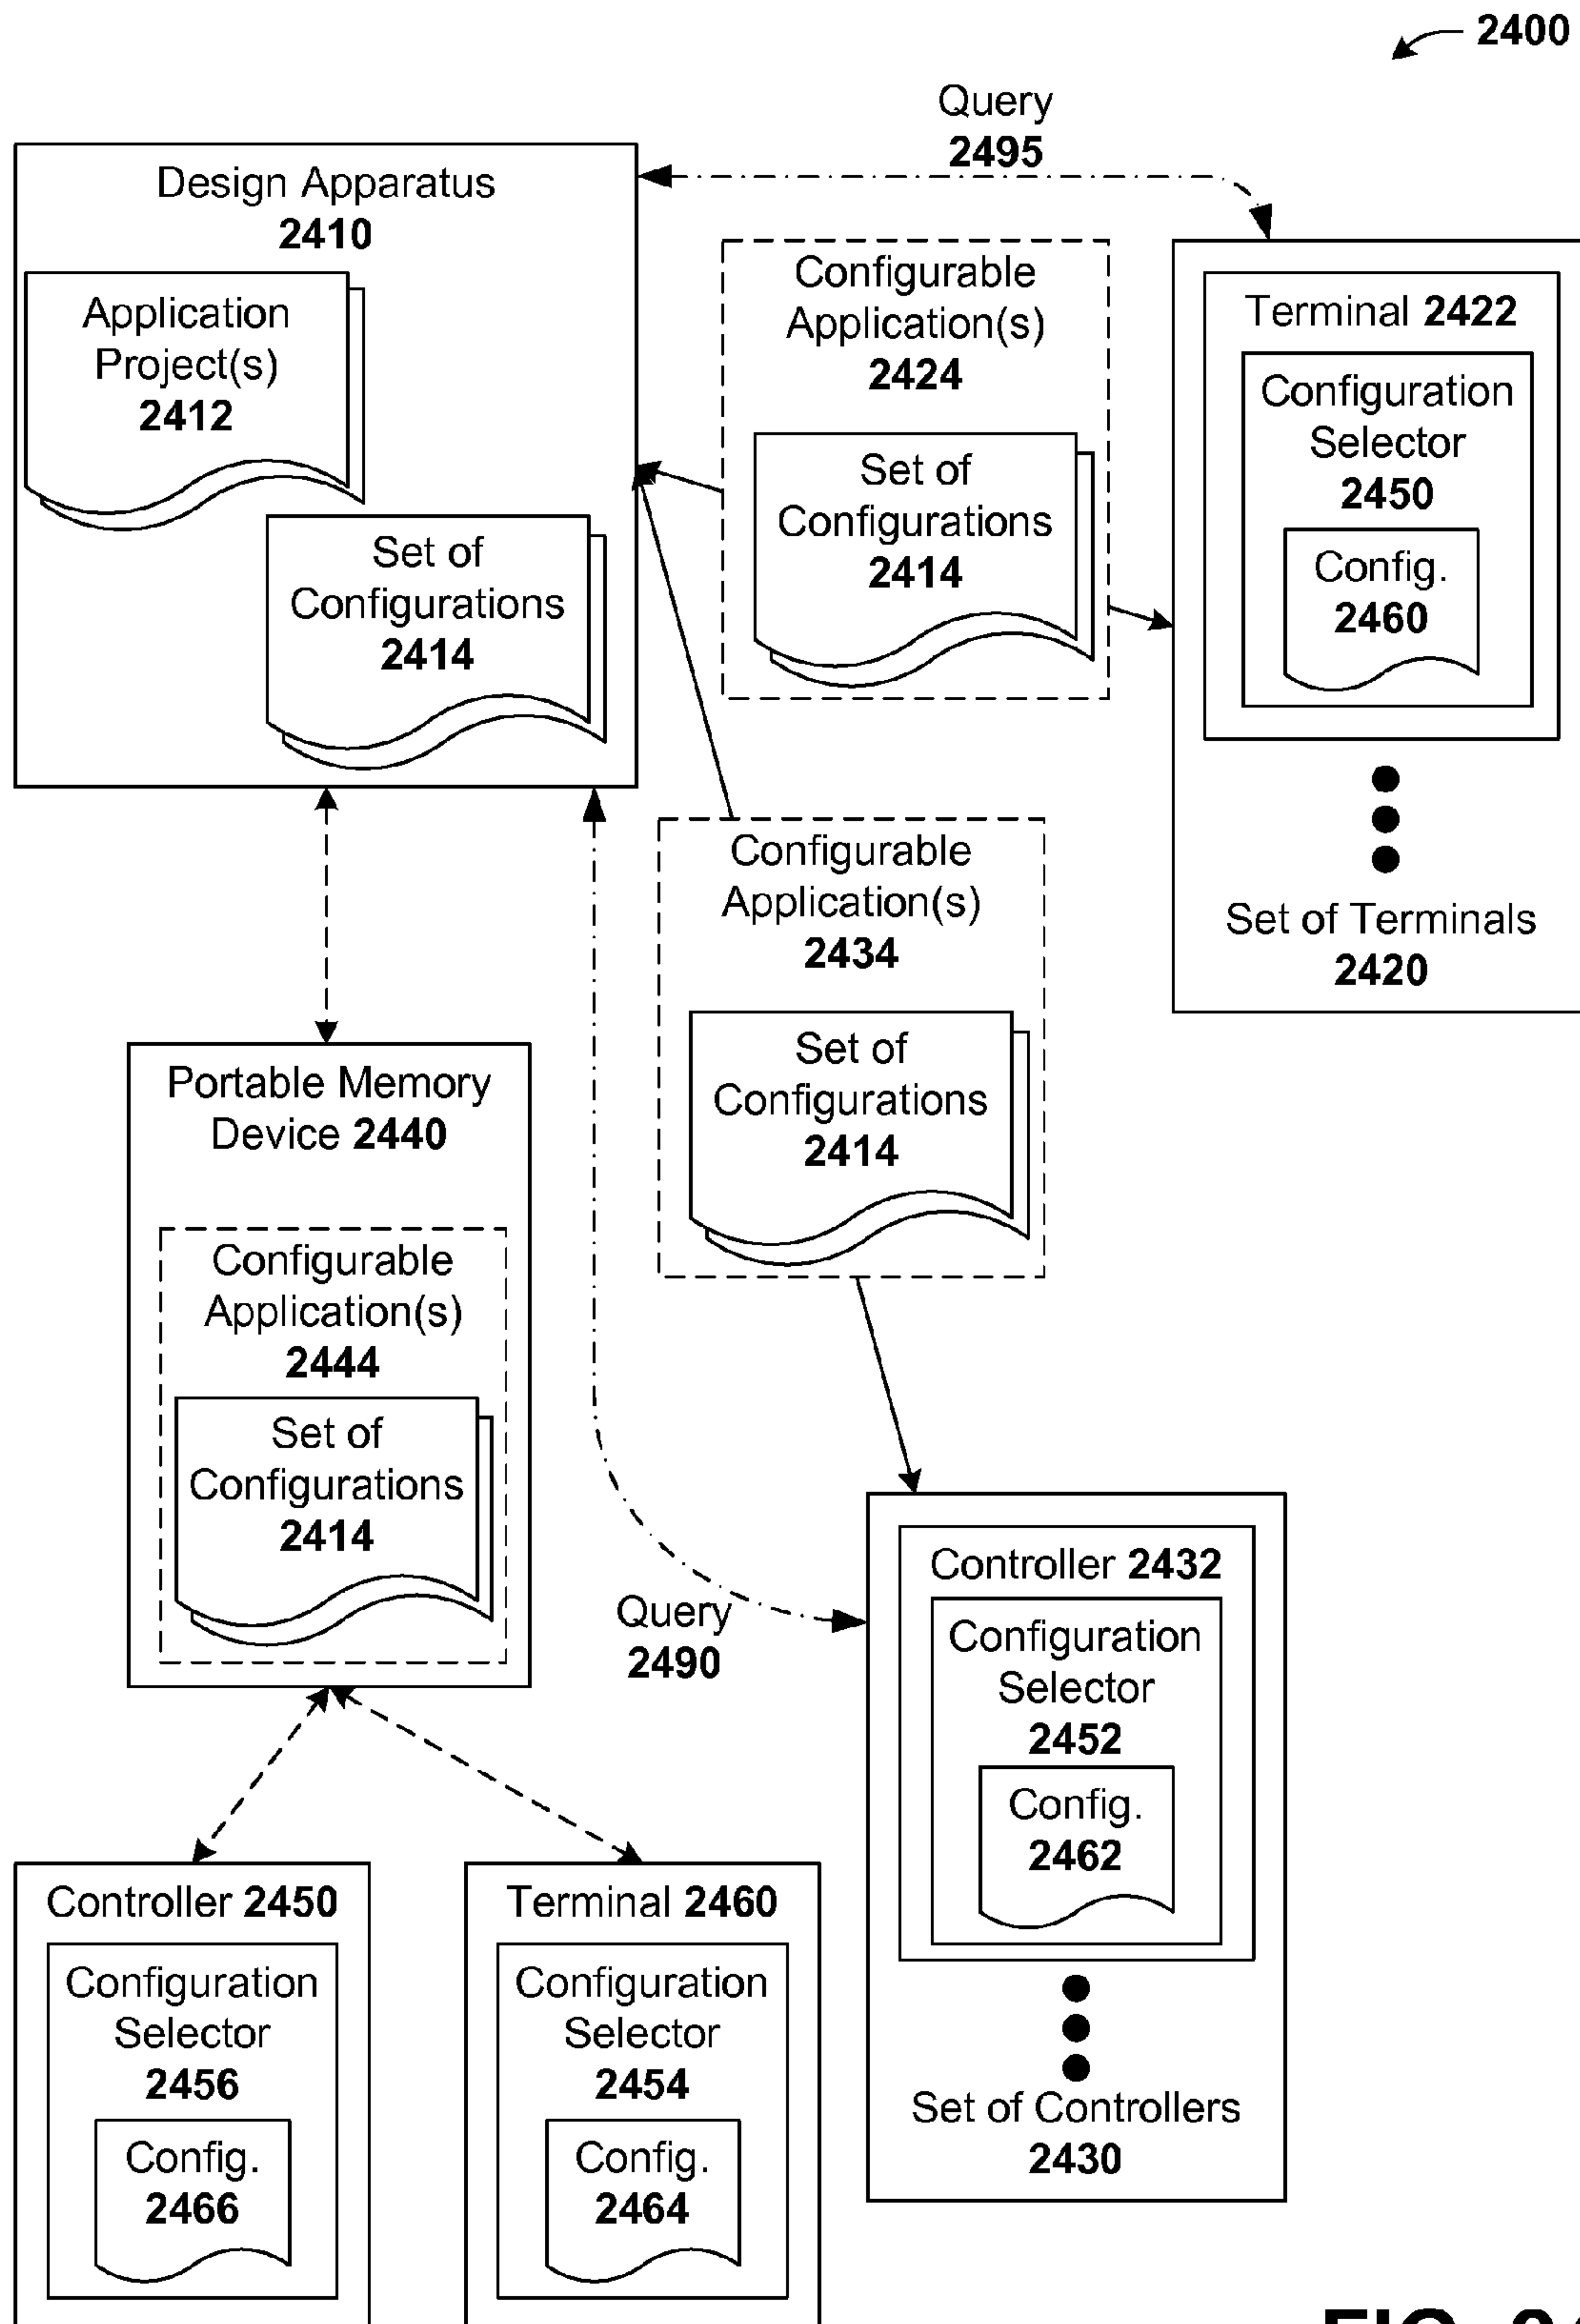 2400
Query
2495
Design Apparatus
2410
Application
Project(s)
2412
Set of
Configurations
2414
Configurable
Application(s)
2424
Set of
Configurations
2414
Terminal 2422
Configuration
Selector
2450
Config.
2460
Set of Terminals
2420
Configurable
Application(s)
2434
Set of
Configurations
2414
Portable Memory
Device 2440
Configurable
Application(s)
2444
Set of
Configurations
2414
Query
2490
Controller 2432
Configuration
Selector
2452
Config.
2462
Set of Controllers
2430
Controller 2450
Configuration
Selector
2456
Config.
2466
Terminal 2460
Configuration
Selector
2454
Config.
2464